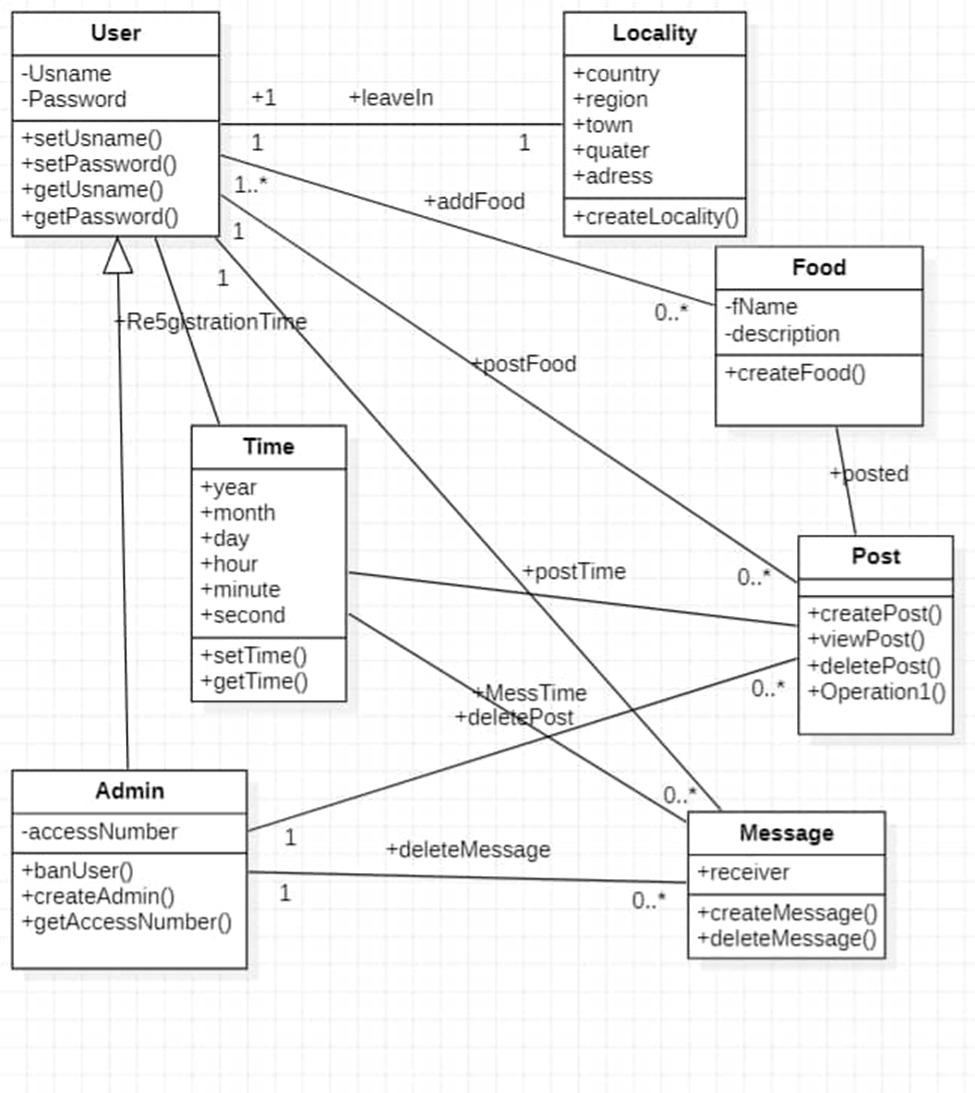 User
-Usname
-Password
+setUsname()
+setPassword()
+getUsname()
+getPassword()
+1
+leaveIn
1
1
Locality
+country
+region
+town
+quater
+adress
+createLocality()
1..*
+addFood
0..*
1
1
Food
-fName
-description
+createFood()
+Re5gistrationTime
+postFood
0..*
+posted
Time
+year
+month
+day
+hour
+minute
+second
+setTime()
+getTime()
+postTime
Post
+createPost()
+viewPost()
+deletePost()
+Operation1()
0..*
+MessTime
+deletePost
0..*
Admin
-accessNumber
+banUser()
+createAdmin()
+getAccessNumber()
1
+deleteMessage
1
0..*
Message
+receiver
+createMessage()
+deleteMessage()